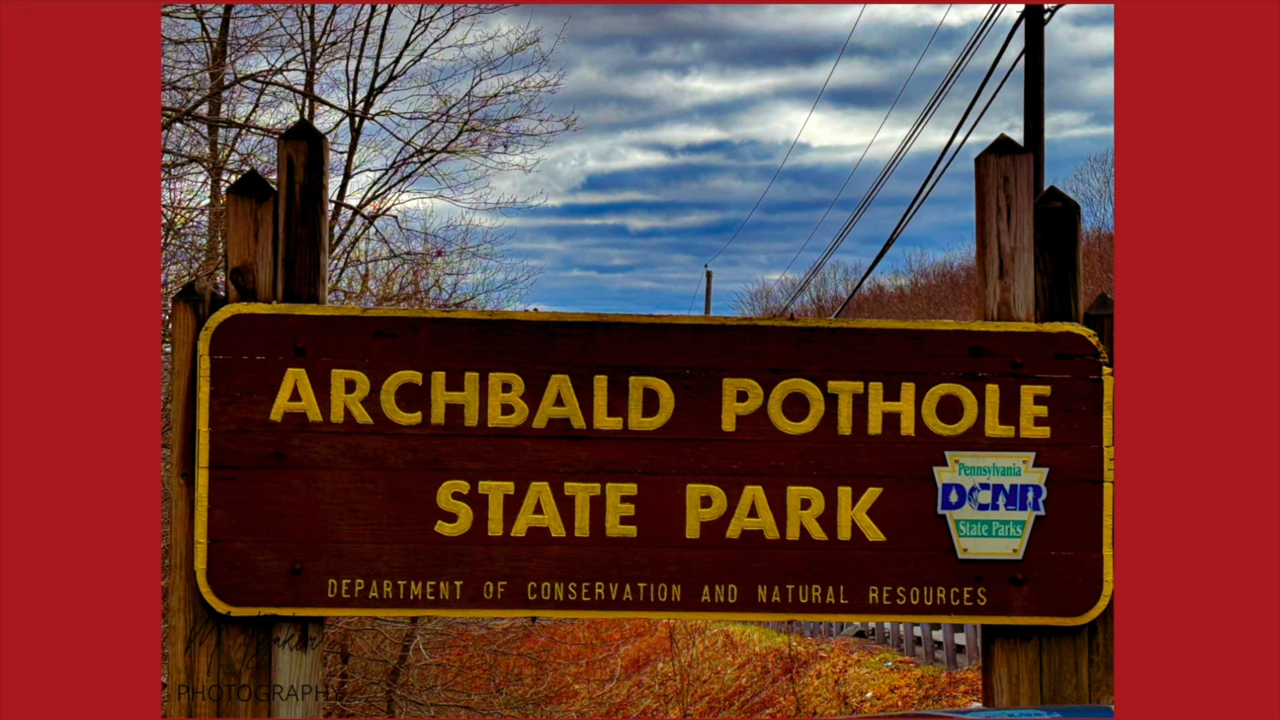 ARCHBALD POTHOLE
STATE PARK
Pennsylvania
DCNR
State Parks
DEPARTMENT OF CONSERVATION AND NATURAL RESOURCES
PHOTOGRAPHY